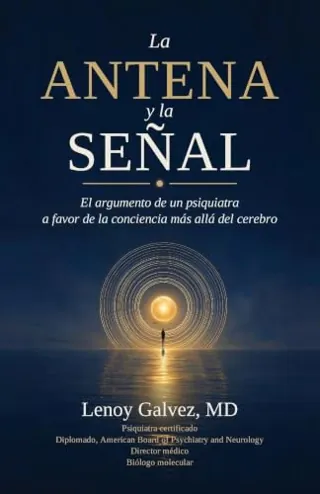 La
ANTENA
y la
SEÑAL
El argumento de un psiquiatra
a favor de la conciencia más allá del cerebro
Lenoy Galvez, MD
Psiquiatra certificado
Diplomado, American Board of Psychiatry and Neurology
Director médico
Biólogo molecular